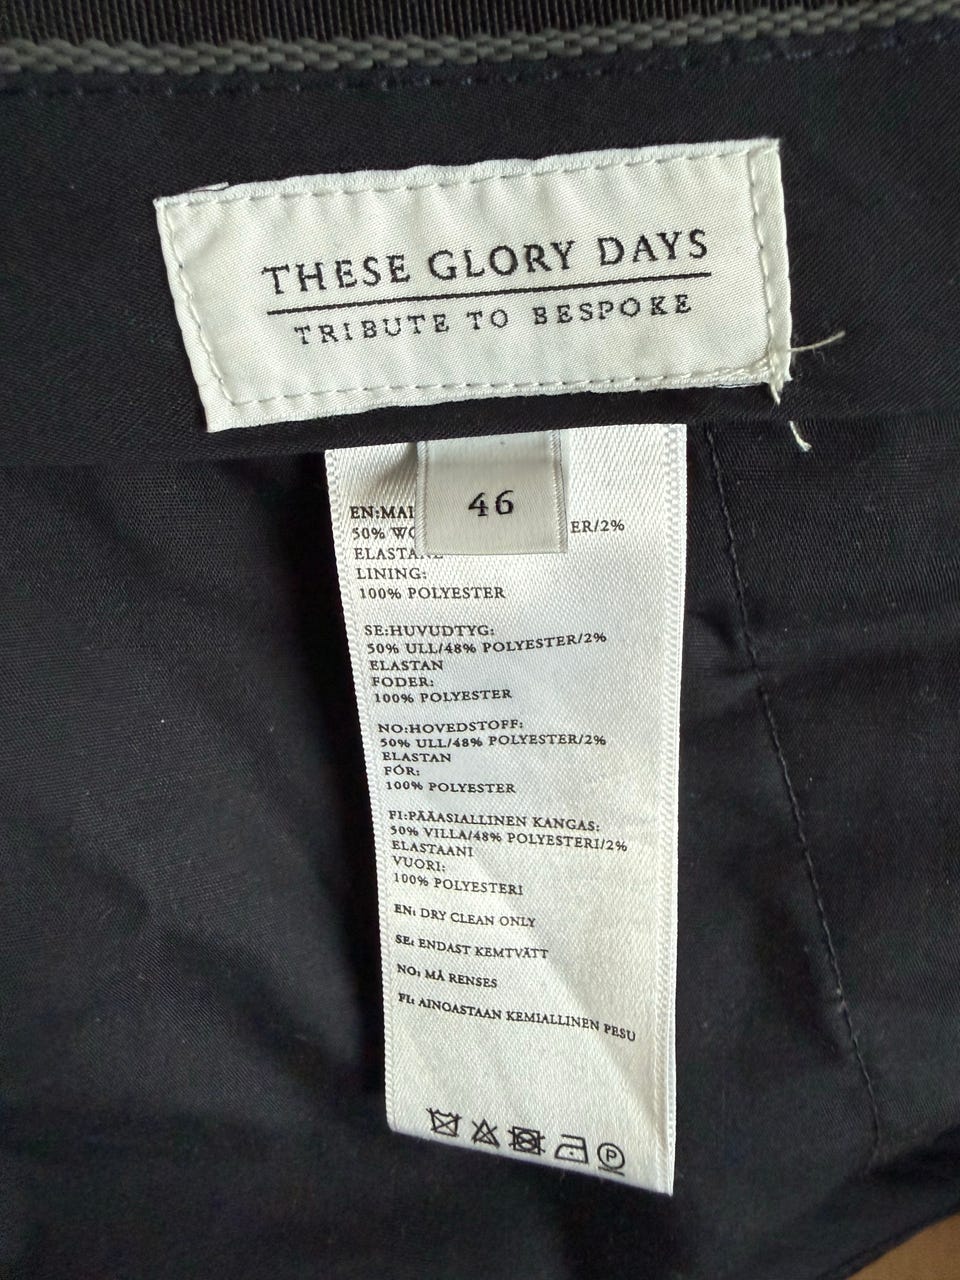 THESE GLORY DAYS
TRIBUTE TO BESPOKE
46
EN:MAI
50% WO ER/2%
ELASTANE
LINING:
100% POLYESTER
SE:HUVUDTYG:
50% ULL/48% POLYESTER/2%
ELASTAN
FODER:
100% POLYESTER
NO:HOVEDSTOFF:
50% ULL/48% POLYESTER/2%
ELASTAN
FÓR:
100% POLYESTER
FI:PÄÄASIALLINEN KANGAS:
50% VILLA/48% POLYESTERI/2%
ELASTAANI
VUORI:
100% POLYESTERI
EN: DRY CLEAN ONLY
SE: ENDAST KEMTVÄTT
NO: MÅ RENSES
FI: AINOASTAAN KEMIALLINEN PESU
P